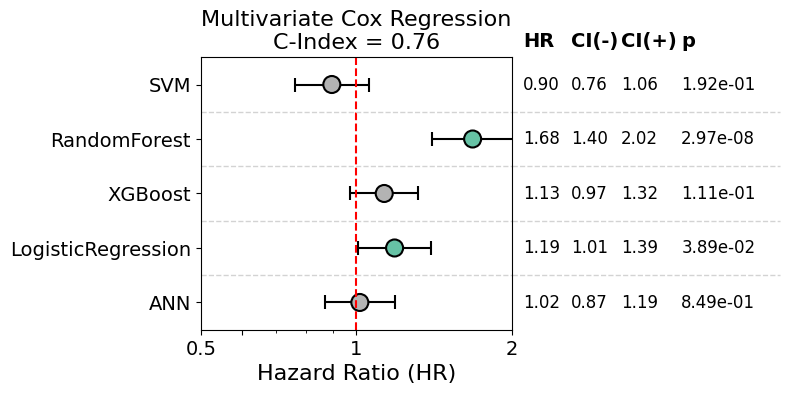 Multivariate Cox Regression
C-Index = 0.76
HR CI(-) CI(+) p
SVM 0.90 0.76 1.06 1.92e-01
RandomForest 1.68 1.40 2.02 2.97e-08
XGBoost 1.13 0.97 1.32 1.11e-01
LogisticRegression 1.19 1.01 1.39 3.89e-02
ANN 1.02 0.87 1.19 8.49e-01
0.5 1 2
Hazard Ratio (HR)